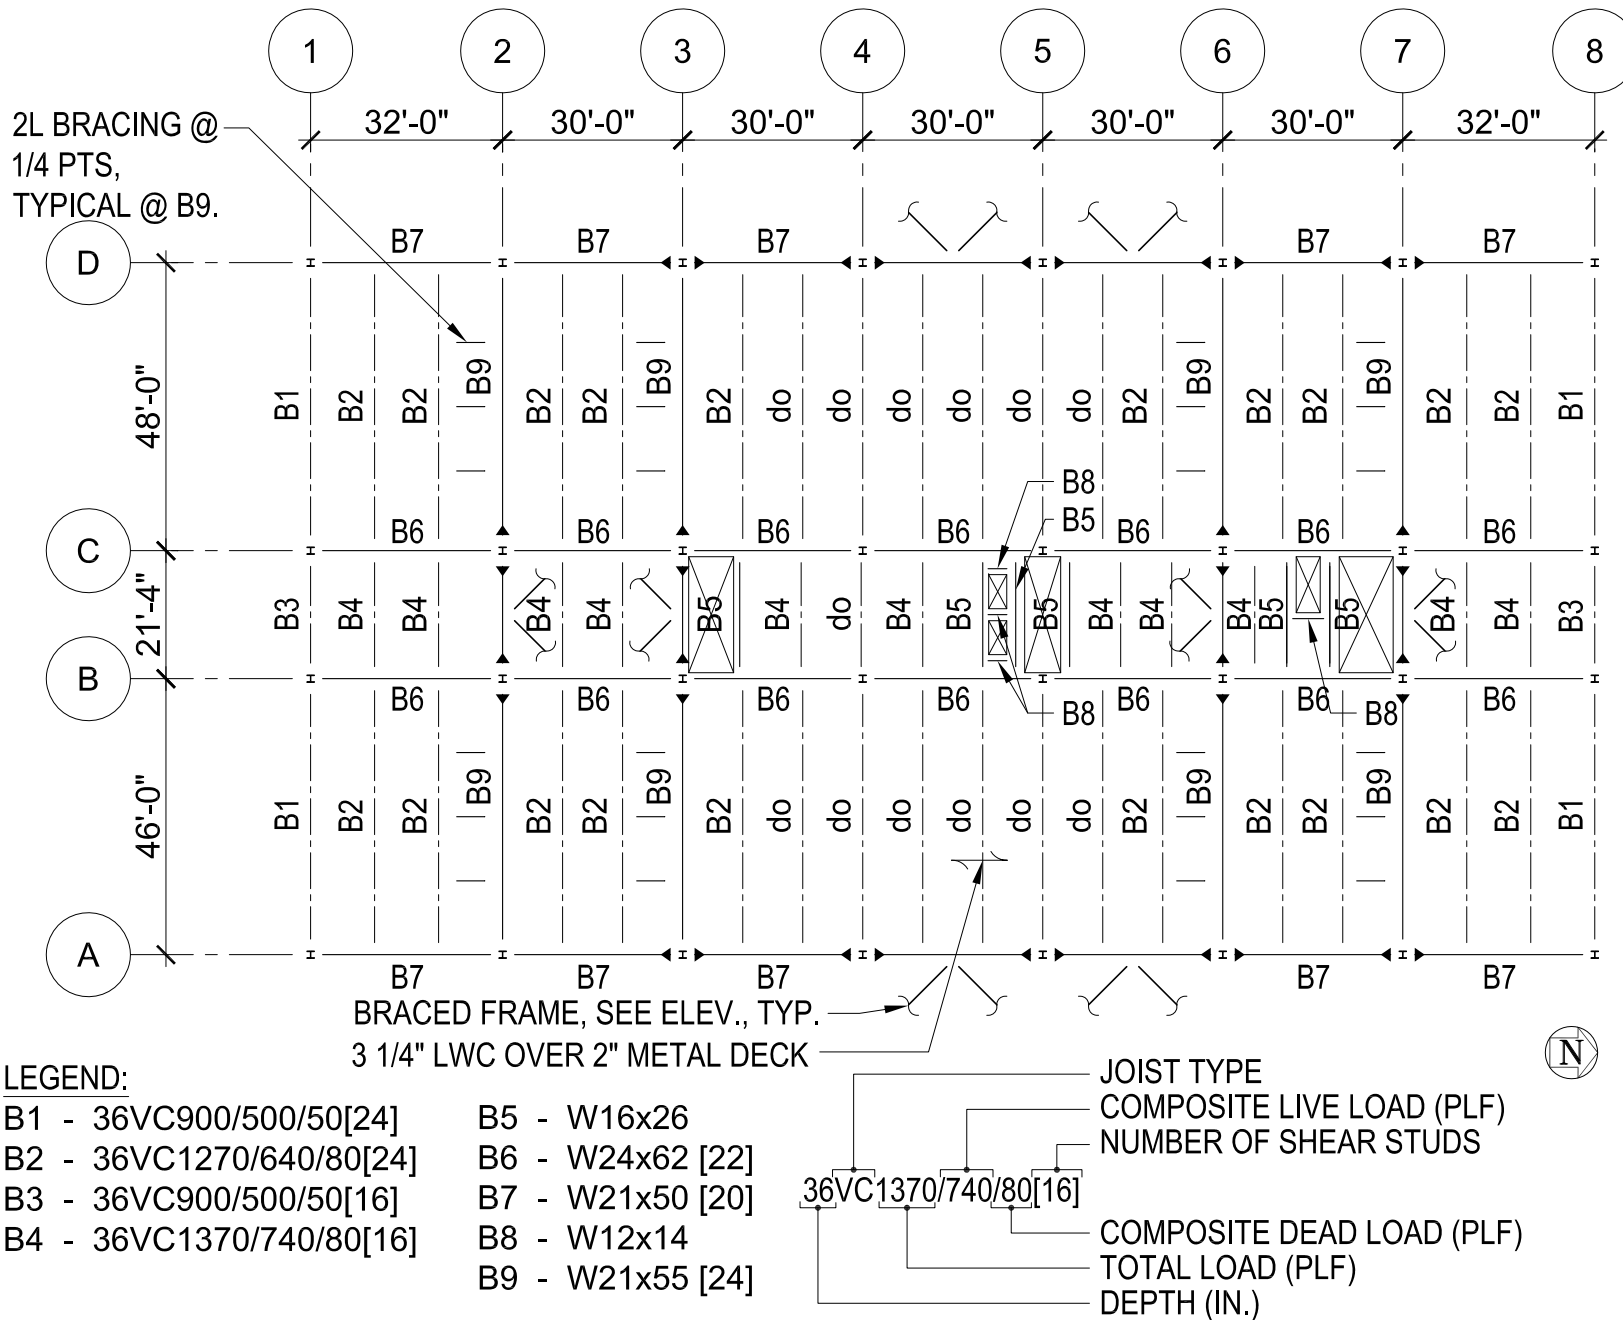 1 2 3 4 5 6 7 8
32'-0" 30'-0" 30'-0" 30'-0" 30'-0" 30'-0" 32'-0"
2L BRACING @
1/4 PTS,
TYPICAL @ B9.
D
B7 B7 B7 B7 B7
48'-0"
B1 B2 B2 B9 B2 B2 B9 B2 do do do do do do B2 B9 B2 B2 B9 B2 B2 B1
B8
B5
C
B6 B6 B6 B6 B6 B6 B6
21'-4"
B3 B4 B4 B4 B4 B5 B4 do B4 B5 B5 B4 B4 B4 B5 B5 B4 B4 B3
B
B6 B6 B6 B6 B6 B6 B6
B8 B8
46'-0"
B1 B2 B2 B9 B2 B2 B9 B2 do do do do do do B2 B9 B2 B2 B9 B2 B2 B1
A
B7 B7 B7 B7 B7
BRACED FRAME, SEE ELEV., TYP.
3 1/4" LWC OVER 2" METAL DECK
N
LEGEND:
B1 - 36VC900/500/50[24]
B2 - 36VC1270/640/80[24]
B3 - 36VC900/500/50[16]
B4 - 36VC1370/740/80[16]
B5 - W16x26
B6 - W24x62 [22]
B7 - W21x50 [20]
B8 - W12x14
B9 - W21x55 [24]
JOIST TYPE
COMPOSITE LIVE LOAD (PLF)
NUMBER OF SHEAR STUDS
36VC1370/740/80[16]
COMPOSITE DEAD LOAD (PLF)
TOTAL LOAD (PLF)
DEPTH (IN.)